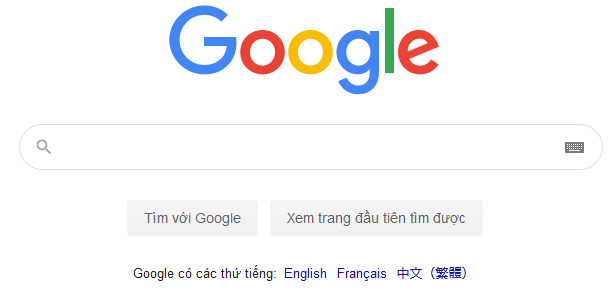 Google
Tìm với Google Xem trang đầu tiên tìm được
Google có các thứ tiếng: English Français 中文（繁體）